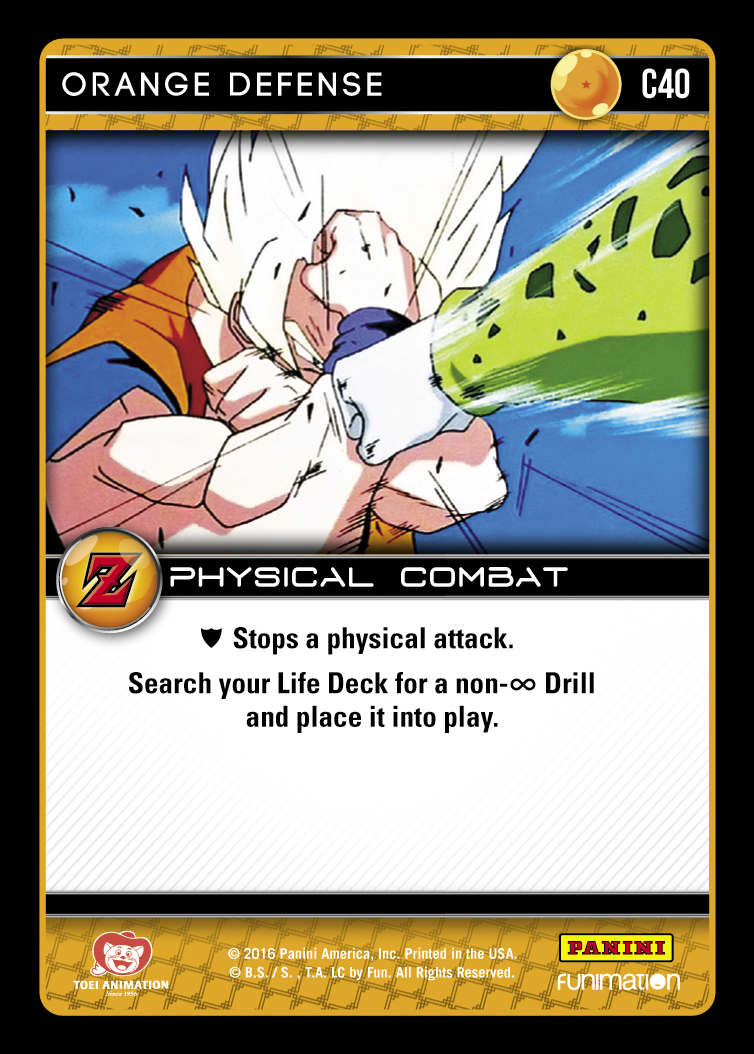 ORANGE DEFENSE
C40
Z PHYSICAL COMBAT
Stops a physical attack.
Search your Life Deck for a non-∞ Drill
and place it into play.
TOEI ANIMATION
Since 1956
© 2016 Panini America, Inc. Printed in the USA.
© B.S. / S. , T.A. LC by Fun. All Rights Reserved.
PANINI
FUNIMATION